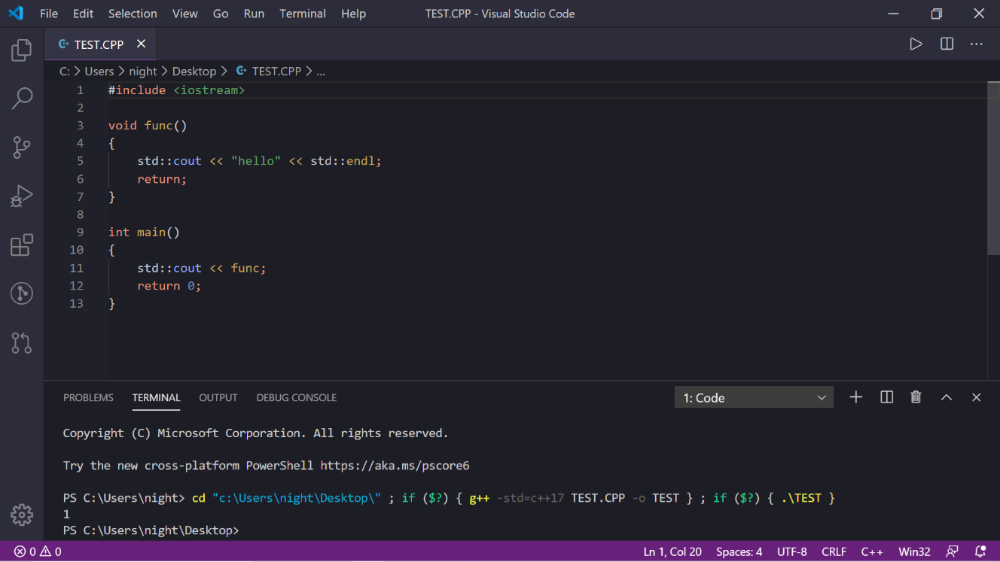 File Edit Selection View Go Run Terminal Help TEST.CPP - Visual Studio Code
TEST.CPP
C: > Users > night > Desktop > TEST.CPP > ...
1 #include <iostream>
2
3 void func()
4 {
5 std::cout << "hello" << std::endl;
6 return;
7 }
8
9 int main()
10 {
11 std::cout << func;
12 return 0;
13 }
PROBLEMS TERMINAL OUTPUT DEBUG CONSOLE 1: Code
Copyright (C) Microsoft Corporation. All rights reserved.
Try the new cross-platform PowerShell https://aka.ms/pscore6
PS C:\Users\night> cd "c:\Users\night\Desktop\" ; if ($?) { g++ -std=c++17 TEST.CPP -o TEST } ; if ($?) { .\TEST }
1
PS C:\Users\night\Desktop>
0 0 Ln 1, Col 20 Spaces: 4 UTF-8 CRLF C++ Win32